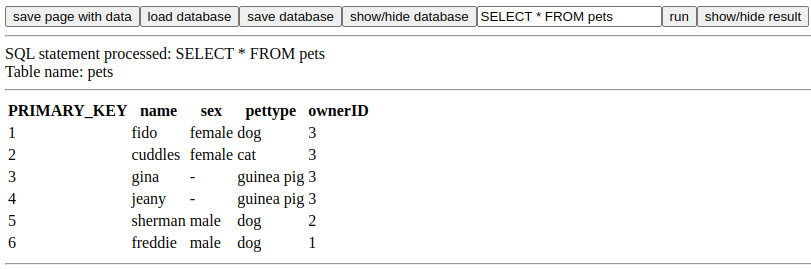 save page with data load database save database show/hide database SELECT * FROM pets run show/hide result
SQL statement processed: SELECT * FROM pets
Table name: pets
PRIMARY_KEY name sex pettype ownerID
1 fido female dog 3
2 cuddles female cat 3
3 gina - guinea pig 3
4 jeany - guinea pig 3
5 sherman male dog 2
6 freddie male dog 1